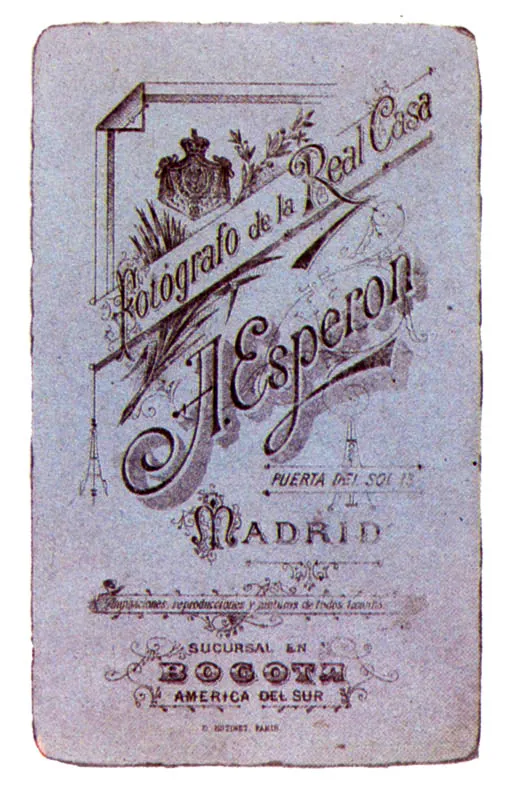 Fotógrafo de la Real Casa
A. Esperon
PUERTA DEL SOL 13
MADRID
reproducciones y pinturas de todos tamaños
SUCURSAL EN
BOGOTA
AMERICA DEL SUR
PARIS